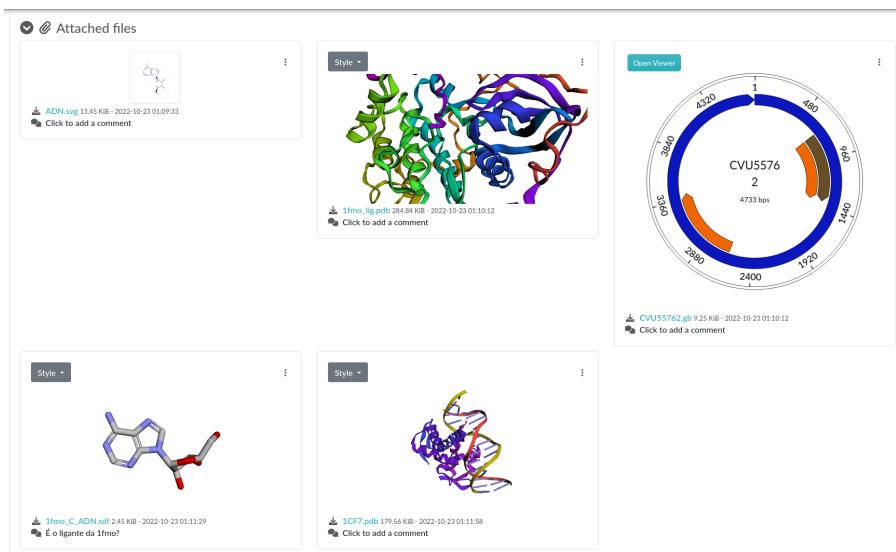 Attached files
ADN.svg 13.45 KiB - 2022-10-23 01:09:33
Click to add a comment
Style
1fmo_lig.pdb 284.84 KiB - 2022-10-23 01:10:12
Click to add a comment
Open Viewer
1
480
960
1440
1920
2400
2880
3360
3840
4320
CVU5576
2
4733 bps
CVU55762.gb 9.25 KiB - 2022-10-23 01:10:12
Click to add a comment
Style
1fmo_C_ADN.sdf 2.45 KiB - 2022-10-23 01:11:29
É o ligante da 1fmo?
Style
1CF7.pdb 179.56 KiB - 2022-10-23 01:11:58
Click to add a comment